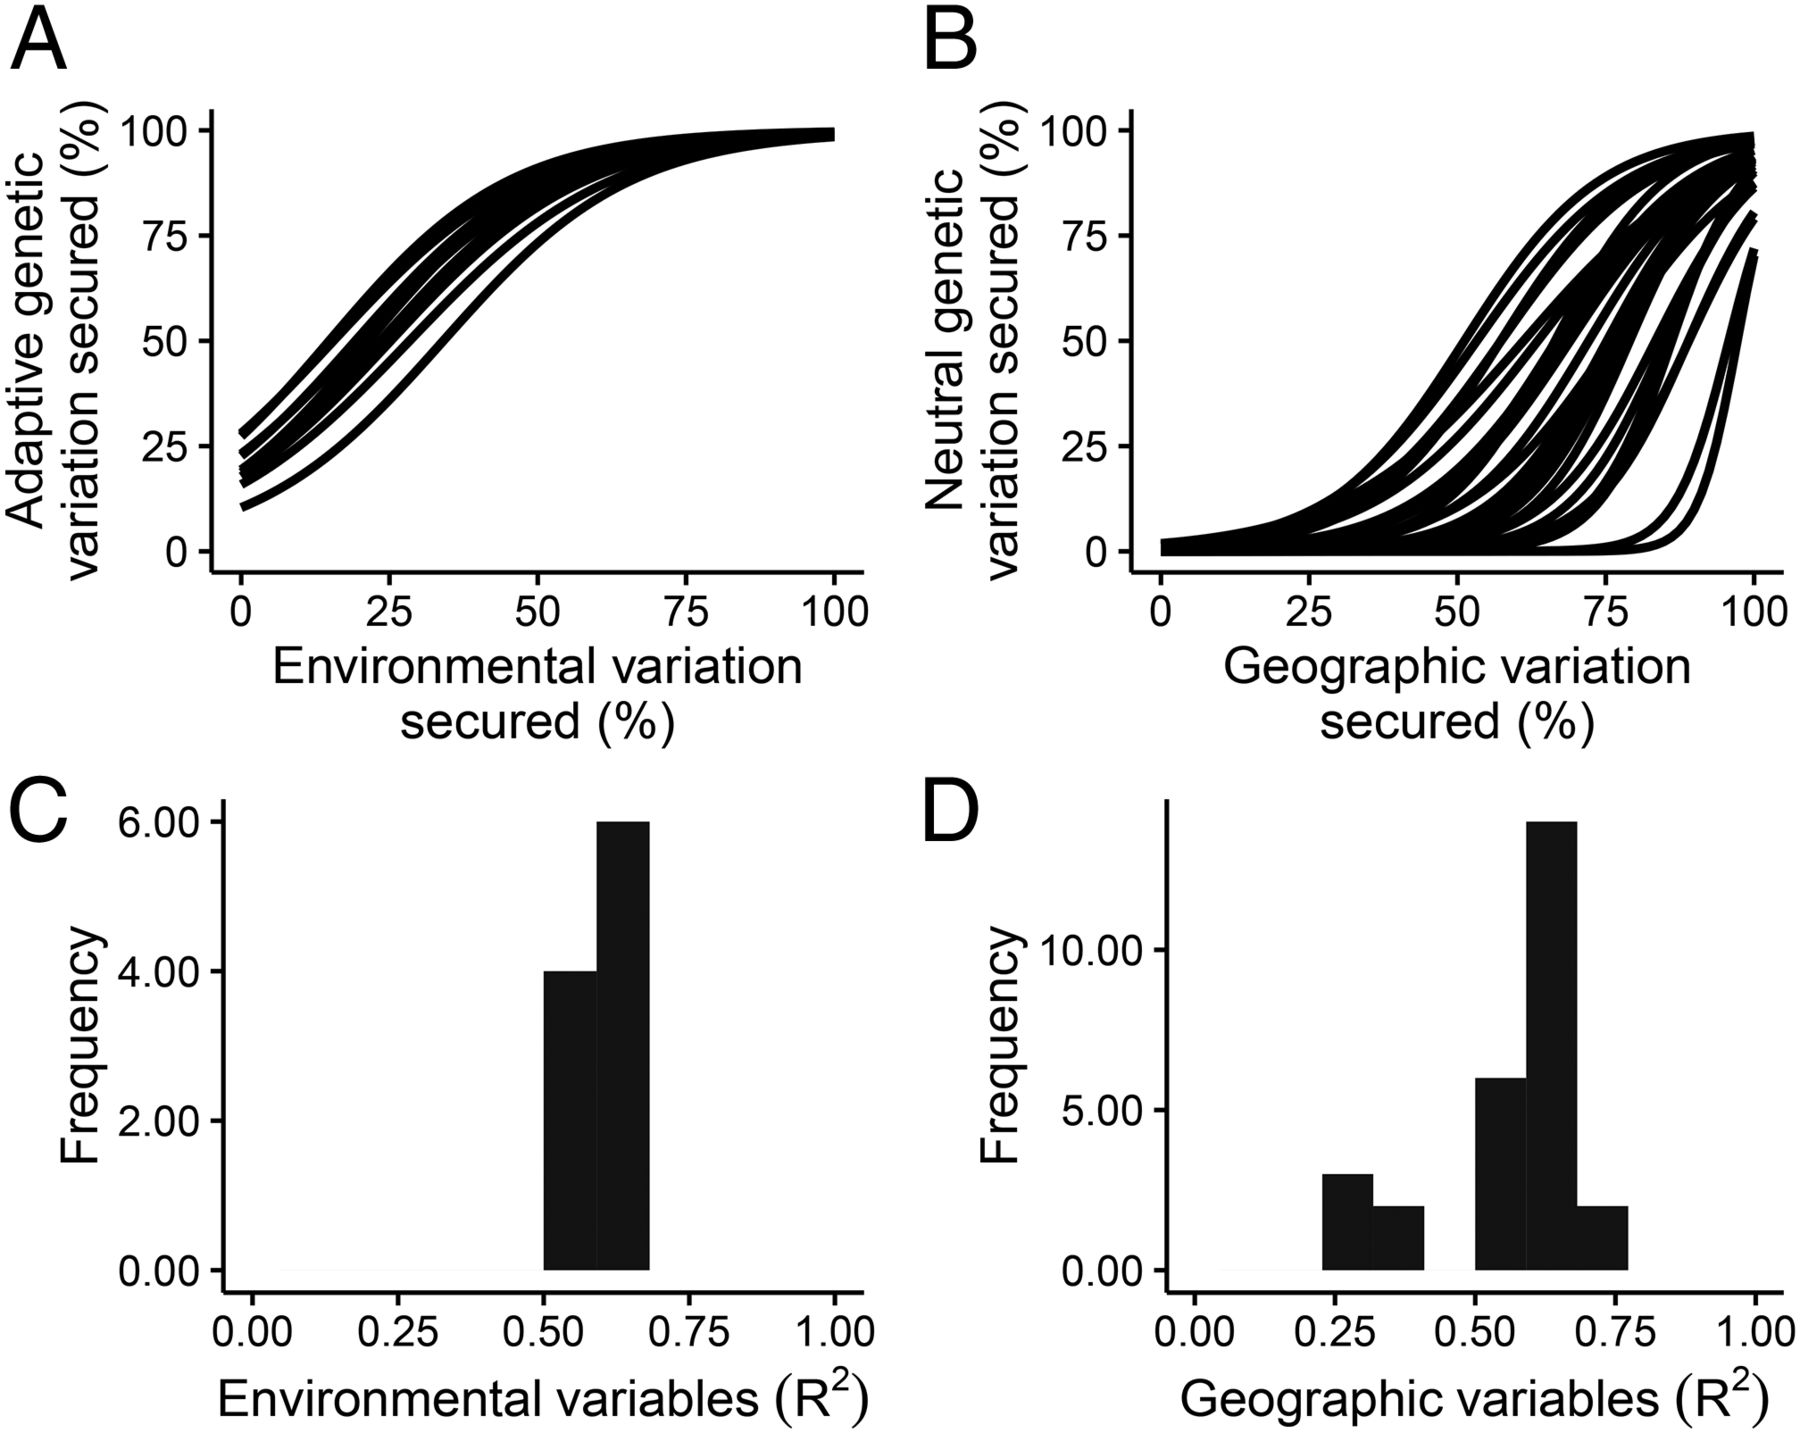 A
Adaptive genetic
variation secured (%)
100
75
50
25
0
0 25 50 75 100
Environmental variation
secured (%)
B
Neutral genetic
variation secured (%)
100
75
50
25
0
0 25 50 75 100
Geographic variation
secured (%)
C
Frequency
6.00
4.00
2.00
0.00
0.00 0.25 0.50 0.75 1.00
Environmental variables (R²)
D
Frequency
10.00
5.00
0.00
0.00 0.25 0.50 0.75 1.00
Geographic variables (R²)